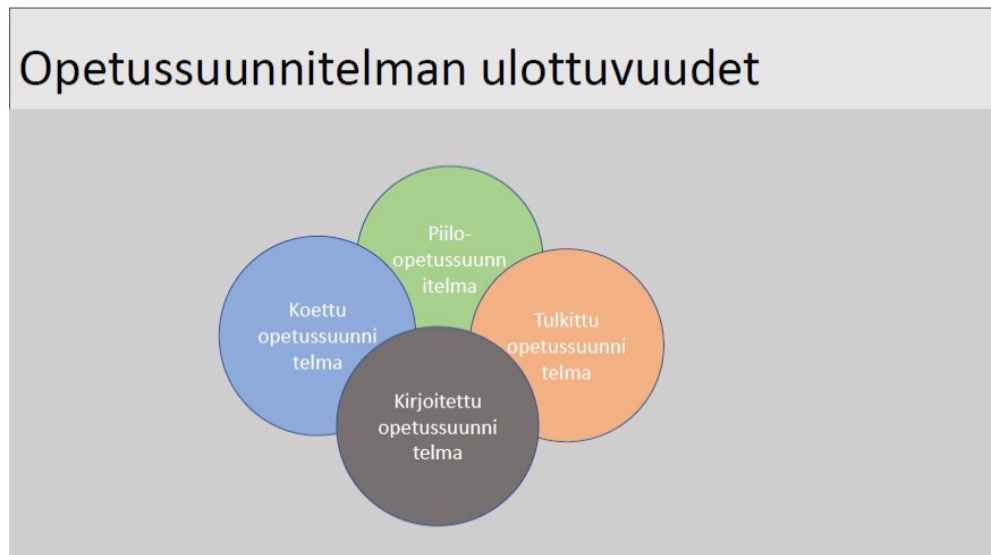 Opetussuunnitelman ulottuvuudet
Piilo-
opetussuunn
itelma
Koettu
opetussuunni
telma
Tulkittu
opetussuunni
telma
Kirjoitettu
opetussuunni
telma